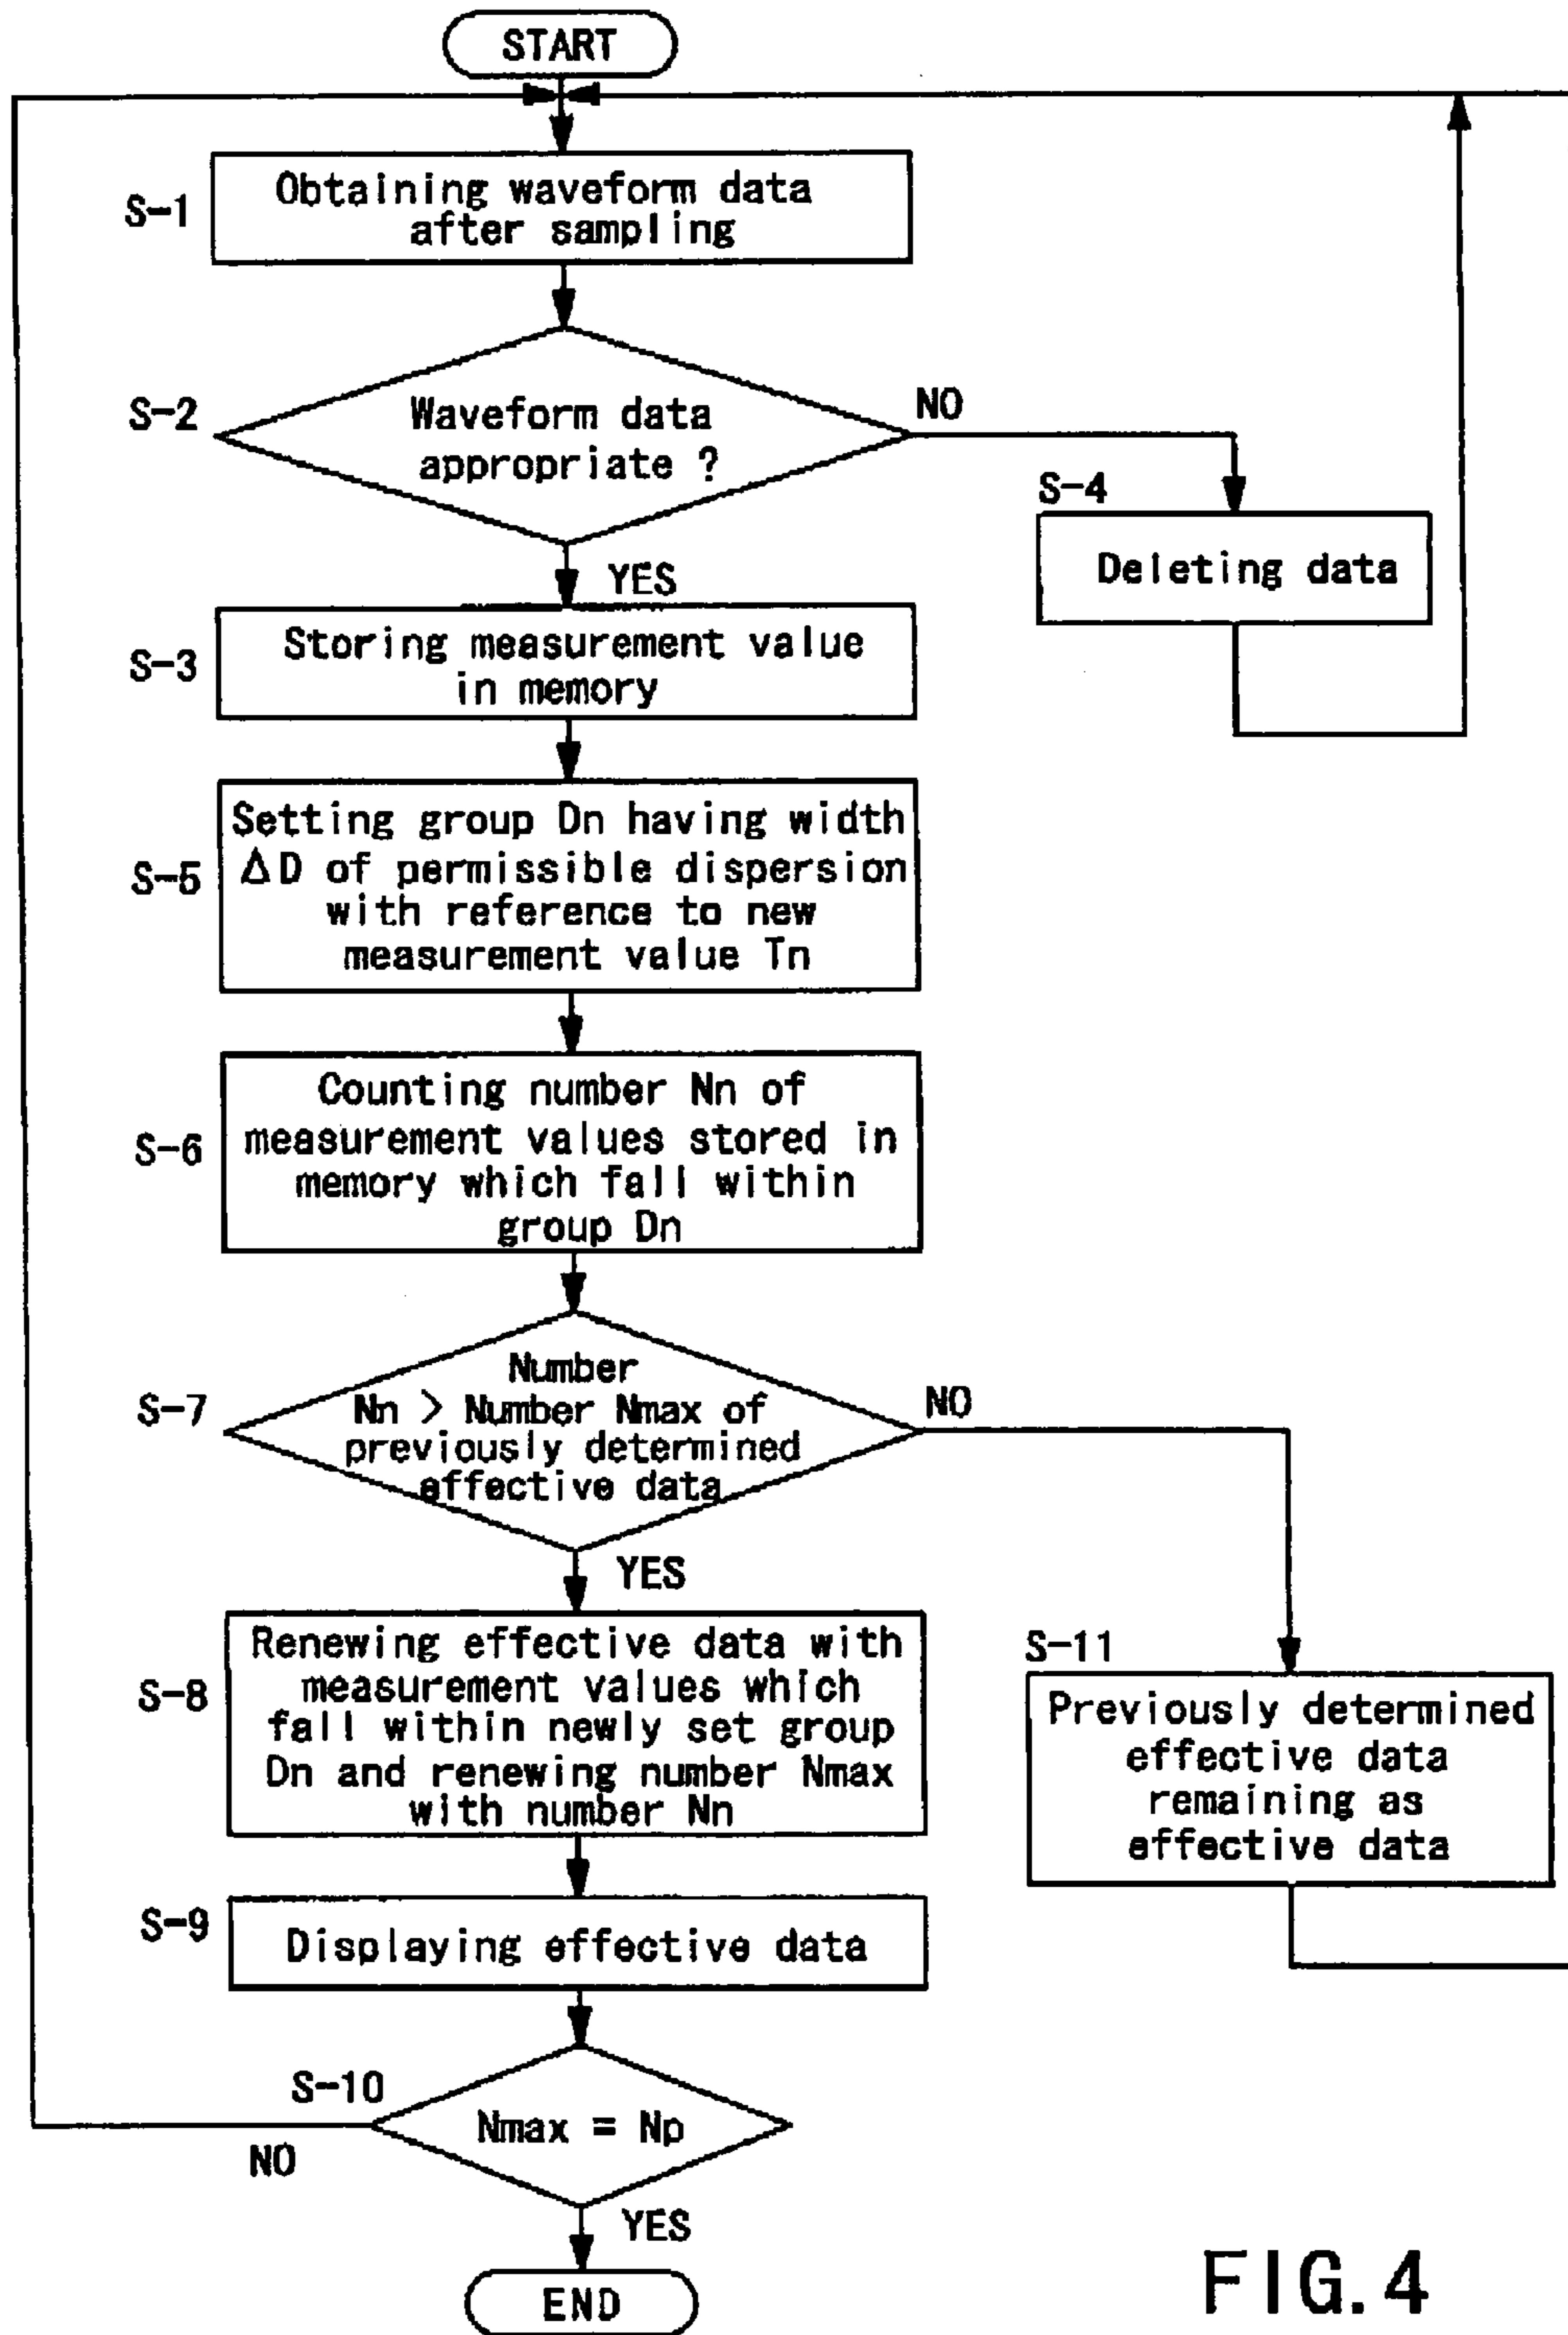 START
S-1
Obtaining waveform data
after sampling
S-2
Waveform data
appropriate ?
NO
YES
S-4
Deleting data
S-3
Storing measurement value
in memory
S-5
Setting group Dn having width
ΔD of permissible dispersion
with reference to new
measurement value Tn
S-6
Counting number Nn of
measurement values stored in
memory which fall within
group Dn
S-7
Number
Nn > Number Nmax of
previously determined
effective data
NO
YES
S-8
Renewing effective data with
measurement values which
fall within newly set group
Dn and renewing number Nmax
with number Nn
S-11
Previously determined
effective data
remaining as
effective data
S-9
Displaying effective data
S-10
Nmax = Np
NO
YES
END
FIG. 4